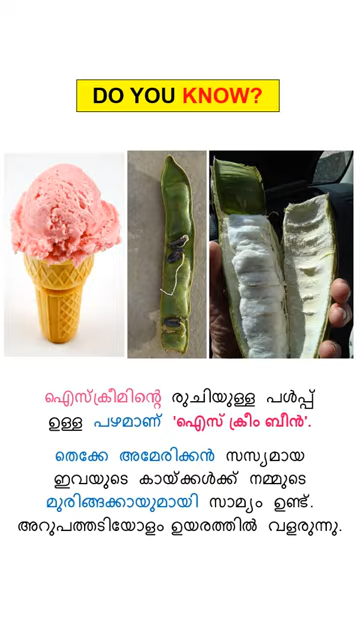 DO YOU KNOW?
ഐസ്ക്രീമിന്റെ രുചിയുള്ള പൾപ്പ്
ഉള്ള പഴമാണ് 'ഐസ് ക്രീം ബീൻ'.
തെക്കേ അമേരിക്കൻ സസ്യമായ
ഇവയുടെ കായ്ക്കൾക്ക് നമ്മുടെ
മുരിങ്ങക്കായുമായി സാമ്യം ഉണ്ട്.
അറുപത്തടിയോളം ഉയരത്തിൽ വളരുന്നു.